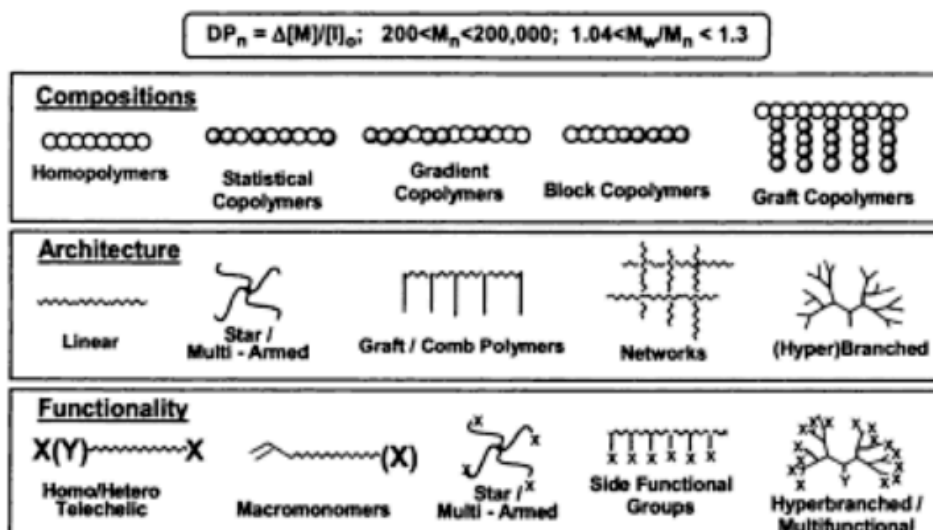 DPn = Δ[M]/[I]o; 200<Mn<200,000; 1.04<Mw/Mn < 1.3
Compositions
Homopolymers
Statistical
Copolymers
Gradient
Copolymers
Block Copolymers
Graft Copolymers
Architecture
Linear
Star /
Multi - Armed
Graft / Comb Polymers
Networks
(Hyper)Branched
Functionality
X(Y) X
Homo/Hetero
Telechelic
(X)
Macromonomers
X X X X
Star /
Multi - Armed
X X X X X X
Side Functional
Groups
X X X X X X X X Y X X X X X X
Hyperbranched /
Multifunctional